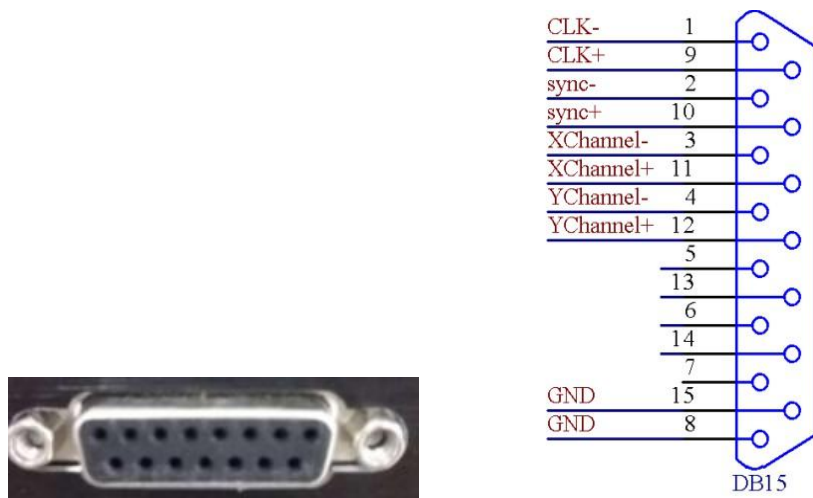 CLK- 1
CLK+ 9
sync- 2
sync+ 10
XChannel- 3
XChannel+ 11
YChannel- 4
YChannel+ 12
5
13
6
14
7
GND 15
GND 8
DB15